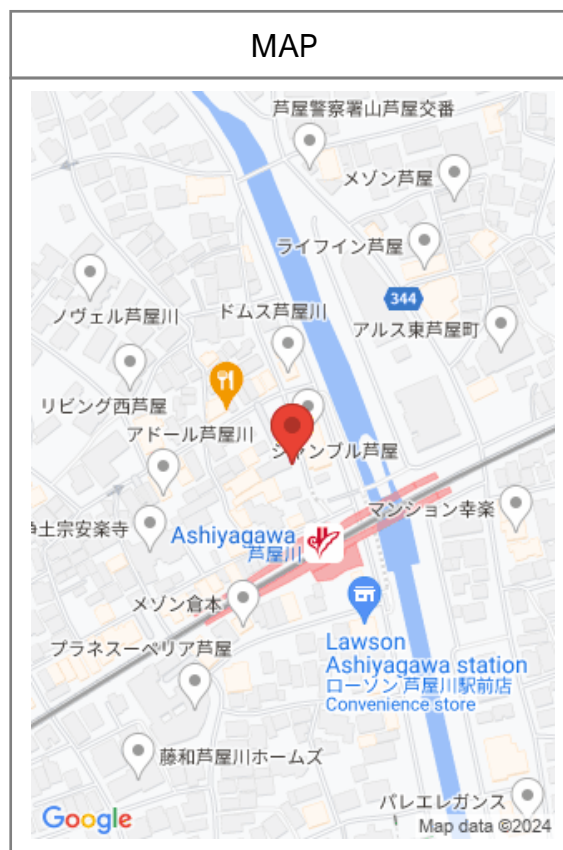 MAP
芦屋警察署山芦屋交番
メゾン芦屋
ライフイン芦屋
344
ノヴェル芦屋川
ドムス芦屋川
アルス東芦屋町
リビング西芦屋
アドール芦屋川
ジャンブル芦屋
マンション幸楽
浄土宗安楽寺
Ashiyagawa
芦屋川
メゾン倉本
プラネスーペリア芦屋
Lawson
Ashiyagawa station
ローソン 芦屋川駅前店
Convenience store
藤和芦屋川ホームズ
パレエレガンス
Google
Map data ©2024